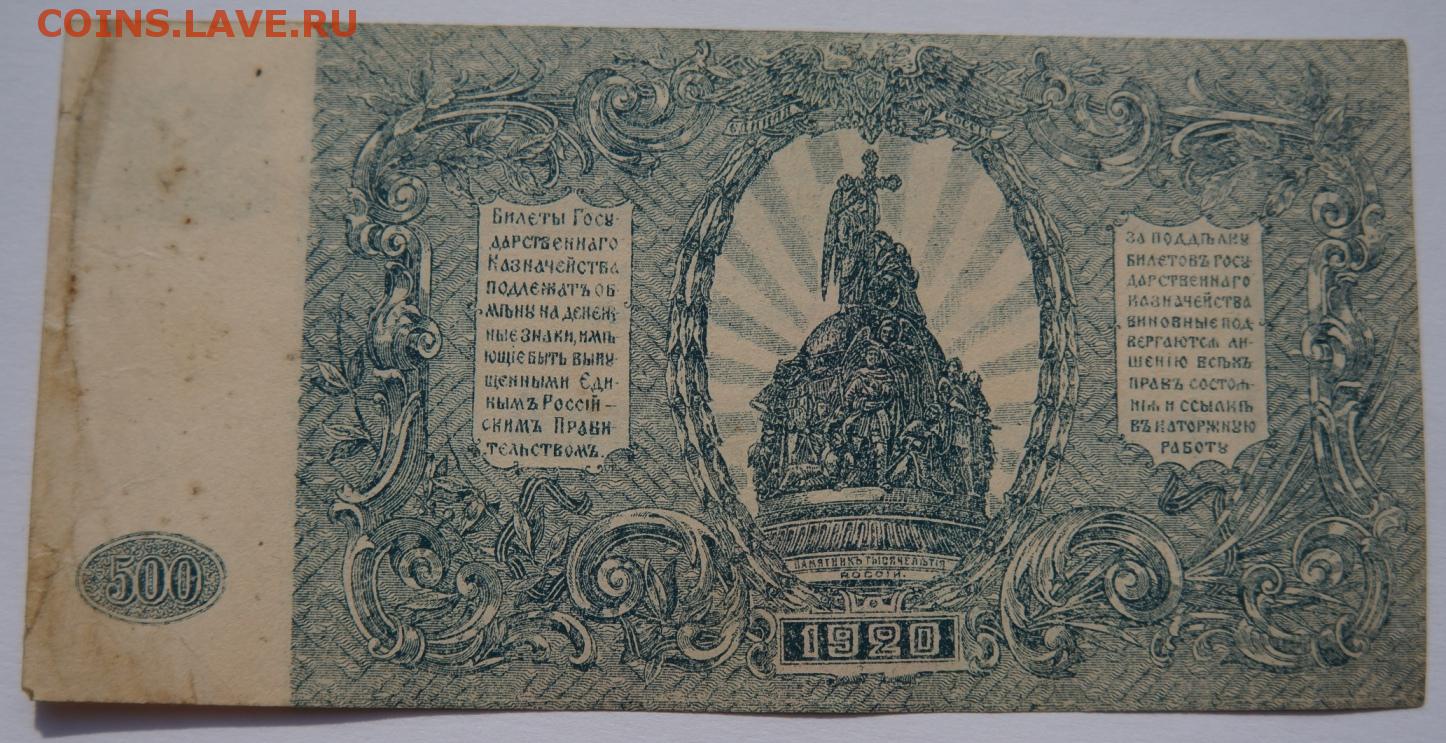 COINS.LAVE.RU
Билеты Госу-
дарственнаго
Казначейства
подлежатъ об-
мѣну на денеж-
ные знаки, имѣ-
ющіе быть выпу-
щенными Еди-
нымъ Россій-
скимъ Прави-
тельствомъ.
За поддѣлку
билетовъ Госу-
дарственнаго
Казначейства
виновные под-
вергаются ли-
шенію всѣхъ
правъ состоя-
нія и ссылкѣ
въ каторжную
работу
500
Памятникъ тысячелѣтія
Россіи.
1920